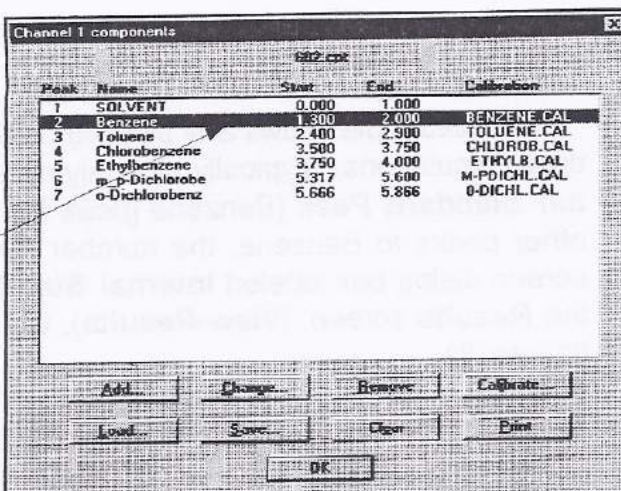 Channel 1 components
602.cpt
Peak Name Start End Calibration
1 SOLVENT 0.000 1.000
2 Benzene 1.300 2.000 BENZENE.CAL
3 Toluene 2.400 2.900 TOLUENE.CAL
4 Chlorobenzene 3.500 3.750 CHLOROB.CAL
5 Ethylbenzene 3.750 4.000 ETHYLB.CAL
6 m_p-Dichlorobe 5.317 5.600 M-PDICHL.CAL
7 o-Dichlorobenz 5.666 5.866 O-DICHL.CAL
Add... Change... Remove Calibrate...
Load... Save... Clear Print
OK